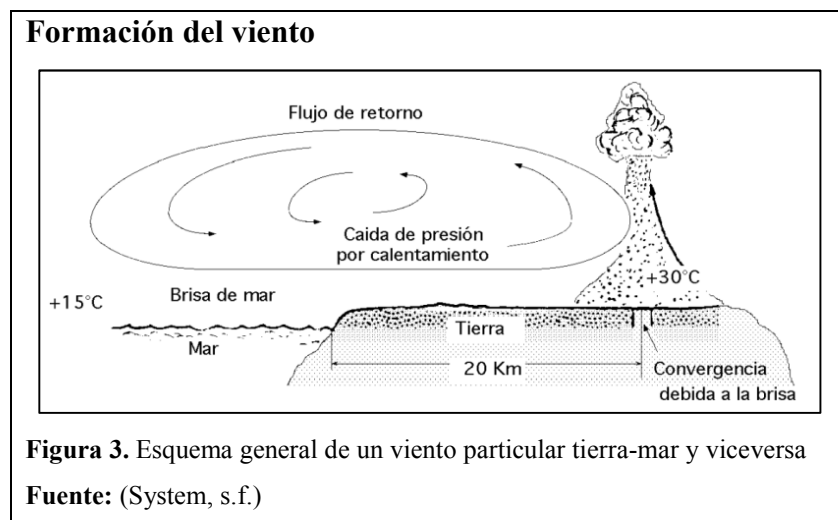 Formación del viento
Flujo de retorno
Caida de presión
por calentamiento
+30°C
+15°C
Brisa de mar
Tierra
Mar
20 Km
Convergencia
debida a la brisa
Figura 3. Esquema general de un viento particular tierra-mar y viceversa
Fuente: (System, s.f.)